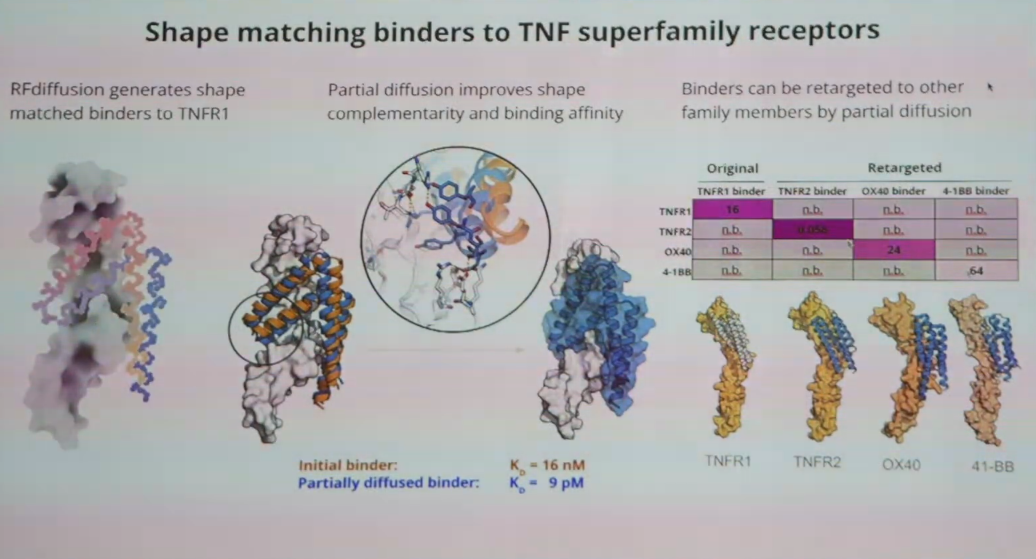 Shape matching binders to TNF superfamily receptors
RFdiffusion generates shape
matched binders to TNFR1
Partial diffusion improves shape
complementarity and binding affinity
Binders can be retargeted to other
family members by partial diffusion
Original Retargeted
TNFR1 binder TNFR2 binder OX40 binder 4-1BB binder
TNFR1 16 n.b. n.b. n.b.
TNFR2 n.b. 0.058 n.b. n.b.
OX40 n.b. n.b. 24 n.b.
4-1BB n.b. n.b. n.b. 64
TNFR1 TNFR2 OX40 41-BB
Initial binder: KD = 16 nM
Partially diffused binder: KD = 9 pM